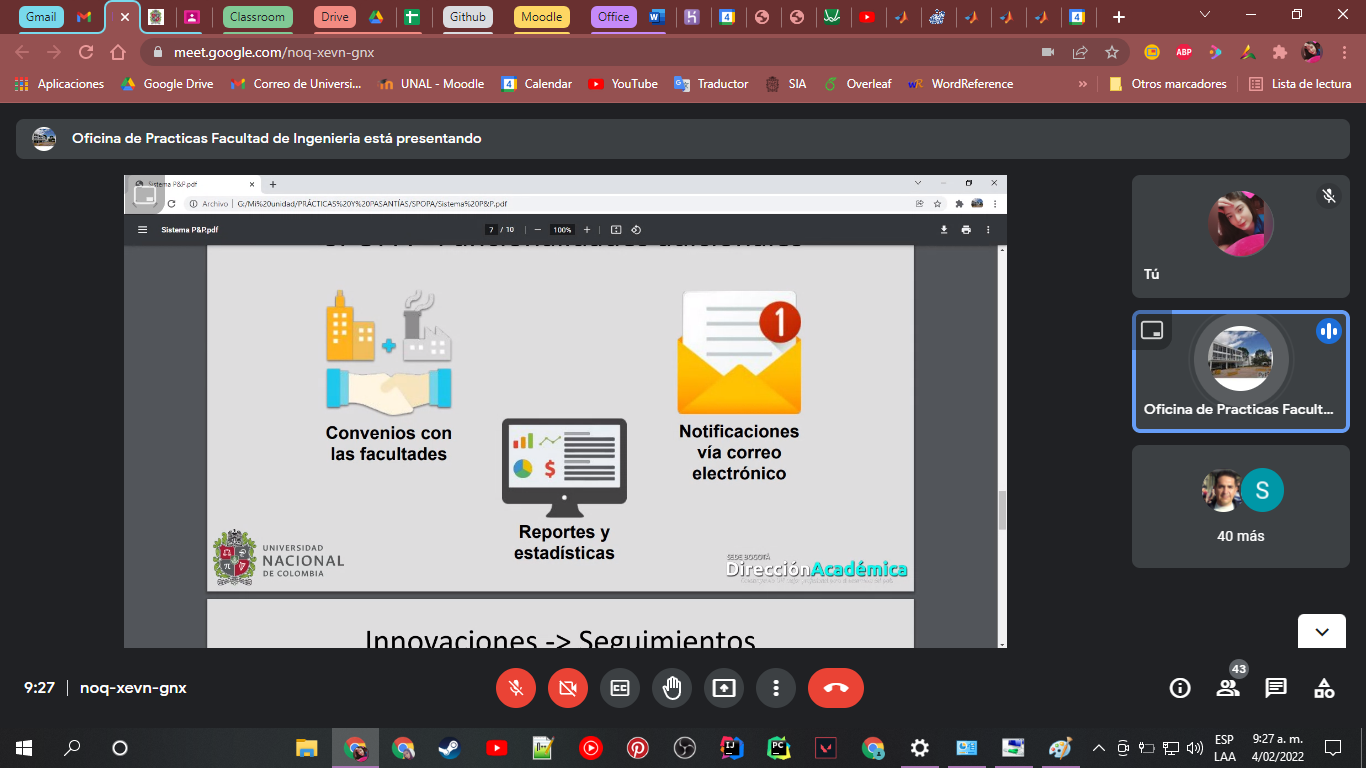 Gmail
Classroom
Drive
Github
Moodle
Office
meet.google.com/noq-xevn-gnx
ABP
Aplicaciones
Google Drive
Correo de Universi...
UNAL - Moodle
Calendar
YouTube
Traductor
SIA
Overleaf
WordReference
»
Otros marcadores
Lista de lectura
Oficina de Practicas Facultad de Ingenieria está presentando
Sistema P&P.pdf
Archivo | G:/Mi%20unidad/PRÁCTICAS%20Y%20PASANTÍAS/SPOPA/Sistema%20P&P.pdf
Sistema P&P.pdf
7 / 10
100%
1
Convenios con
las facultades
Notificaciones
vía correo
electrónico
Reportes y
estadísticas
UNIVERSIDAD
NACIONAL
DE COLOMBIA
SEDE BOGOTÁ
DirecciónAcadémica
Innovaciones -> Seguimientos
Tú
Oficina de Practicas Facult...
S
40 más
9:27 | noq-xevn-gnx
CC
43
ESP
LAA
9:27 a. m.
4/02/2022